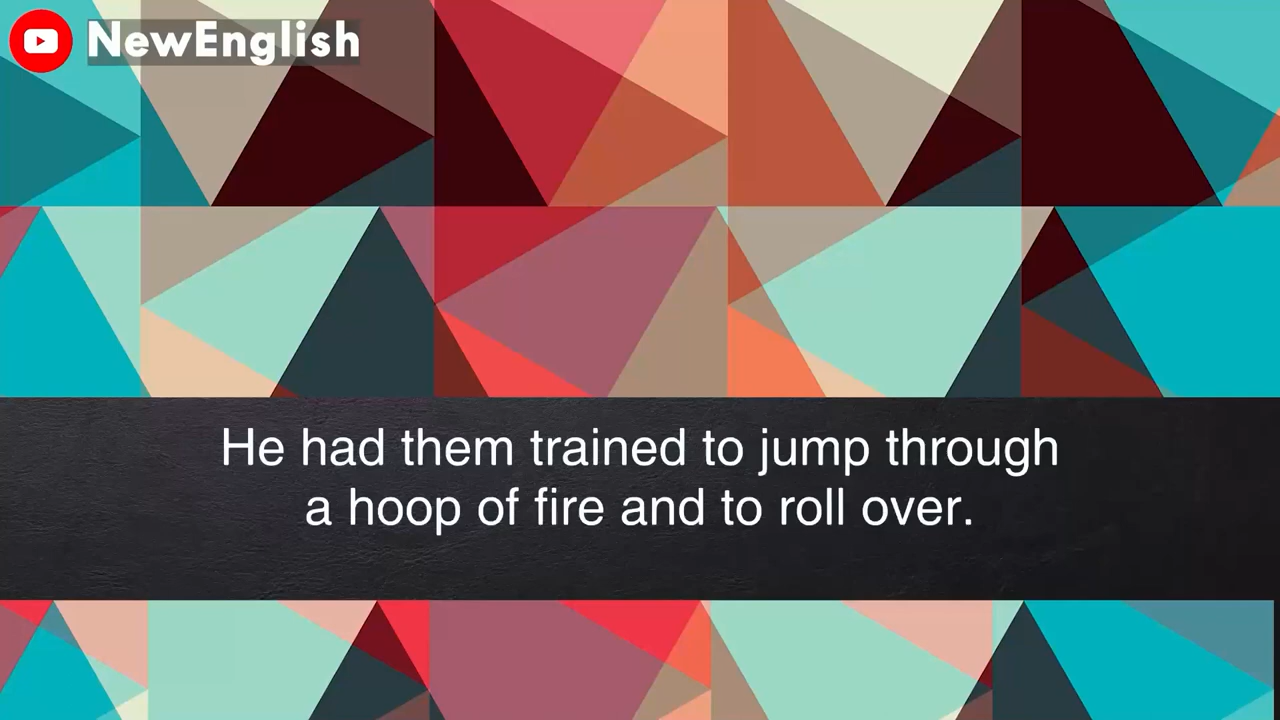 NewEnglish
He had them trained to jump through
a hoop of fire and to roll over.